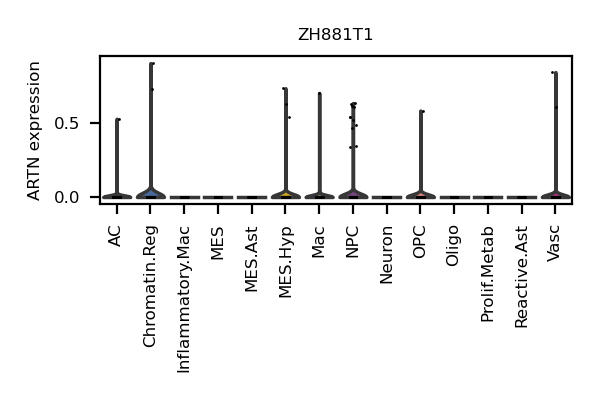 ZH881T1
ARTN expression
0.5
0.0
AC
Chromatin.Reg
Inflammatory.Mac
MES
MES.Ast
MES.Hyp
Mac
NPC
Neuron
OPC
Oligo
Prolif.Metab
Reactive.Ast
Vasc